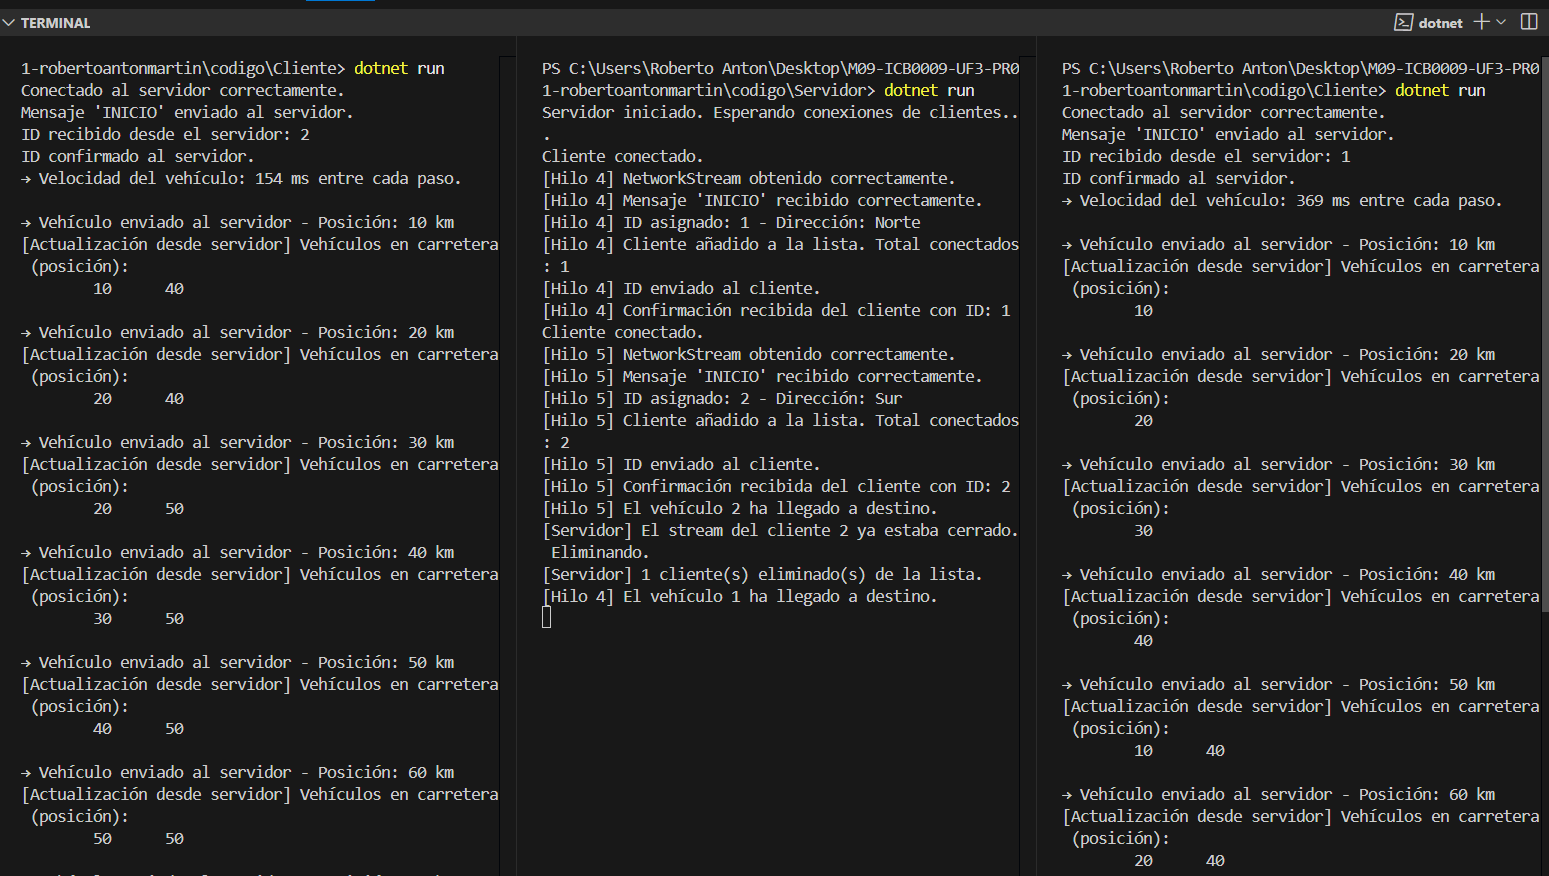 TERMINAL
dotnet
1-robertoantonmartin\codigo\Cliente> dotnet run
Conectado al servidor correctamente.
Mensaje 'INICIO' enviado al servidor.
ID recibido desde el servidor: 2
ID confirmado al servidor.
→ Velocidad del vehículo: 154 ms entre cada paso.
→ Vehículo enviado al servidor - Posición: 10 km
[Actualización desde servidor] Vehículos en carretera
(posición):
10 40
→ Vehículo enviado al servidor - Posición: 20 km
[Actualización desde servidor] Vehículos en carretera
(posición):
20 40
→ Vehículo enviado al servidor - Posición: 30 km
[Actualización desde servidor] Vehículos en carretera
(posición):
20 50
→ Vehículo enviado al servidor - Posición: 40 km
[Actualización desde servidor] Vehículos en carretera
(posición):
30 50
→ Vehículo enviado al servidor - Posición: 50 km
[Actualización desde servidor] Vehículos en carretera
(posición):
40 50
→ Vehículo enviado al servidor - Posición: 60 km
[Actualización desde servidor] Vehículos en carretera
(posición):
50 50
PS C:\Users\Roberto Anton\Desktop\M09-ICB0009-UF3-PR0
1-robertoantonmartin\codigo\Servidor> dotnet run
Servidor iniciado. Esperando conexiones de clientes..
.
Cliente conectado.
[Hilo 4] NetworkStream obtenido correctamente.
[Hilo 4] Mensaje 'INICIO' recibido correctamente.
[Hilo 4] ID asignado: 1 - Dirección: Norte
[Hilo 4] Cliente añadido a la lista. Total conectados
: 1
[Hilo 4] ID enviado al cliente.
[Hilo 4] Confirmación recibida del cliente con ID: 1
Cliente conectado.
[Hilo 5] NetworkStream obtenido correctamente.
[Hilo 5] Mensaje 'INICIO' recibido correctamente.
[Hilo 5] ID asignado: 2 - Dirección: Sur
[Hilo 5] Cliente añadido a la lista. Total conectados
: 2
[Hilo 5] ID enviado al cliente.
[Hilo 5] Confirmación recibida del cliente con ID: 2
[Hilo 5] El vehículo 2 ha llegado a destino.
[Servidor] El stream del cliente 2 ya estaba cerrado.
Eliminando.
[Servidor] 1 cliente(s) eliminado(s) de la lista.
[Hilo 4] El vehículo 1 ha llegado a destino.
PS C:\Users\Roberto Anton\Desktop\M09-ICB0009-UF3-PR0
1-robertoantonmartin\codigo\Cliente> dotnet run
Conectado al servidor correctamente.
Mensaje 'INICIO' enviado al servidor.
ID recibido desde el servidor: 1
ID confirmado al servidor.
→ Velocidad del vehículo: 369 ms entre cada paso.
→ Vehículo enviado al servidor - Posición: 10 km
[Actualización desde servidor] Vehículos en carretera
(posición):
10
→ Vehículo enviado al servidor - Posición: 20 km
[Actualización desde servidor] Vehículos en carretera
(posición):
20
→ Vehículo enviado al servidor - Posición: 30 km
[Actualización desde servidor] Vehículos en carretera
(posición):
30
→ Vehículo enviado al servidor - Posición: 40 km
[Actualización desde servidor] Vehículos en carretera
(posición):
40
→ Vehículo enviado al servidor - Posición: 50 km
[Actualización desde servidor] Vehículos en carretera
(posición):
10 40
→ Vehículo enviado al servidor - Posición: 60 km
[Actualización desde servidor] Vehículos en carretera
(posición):
20 40